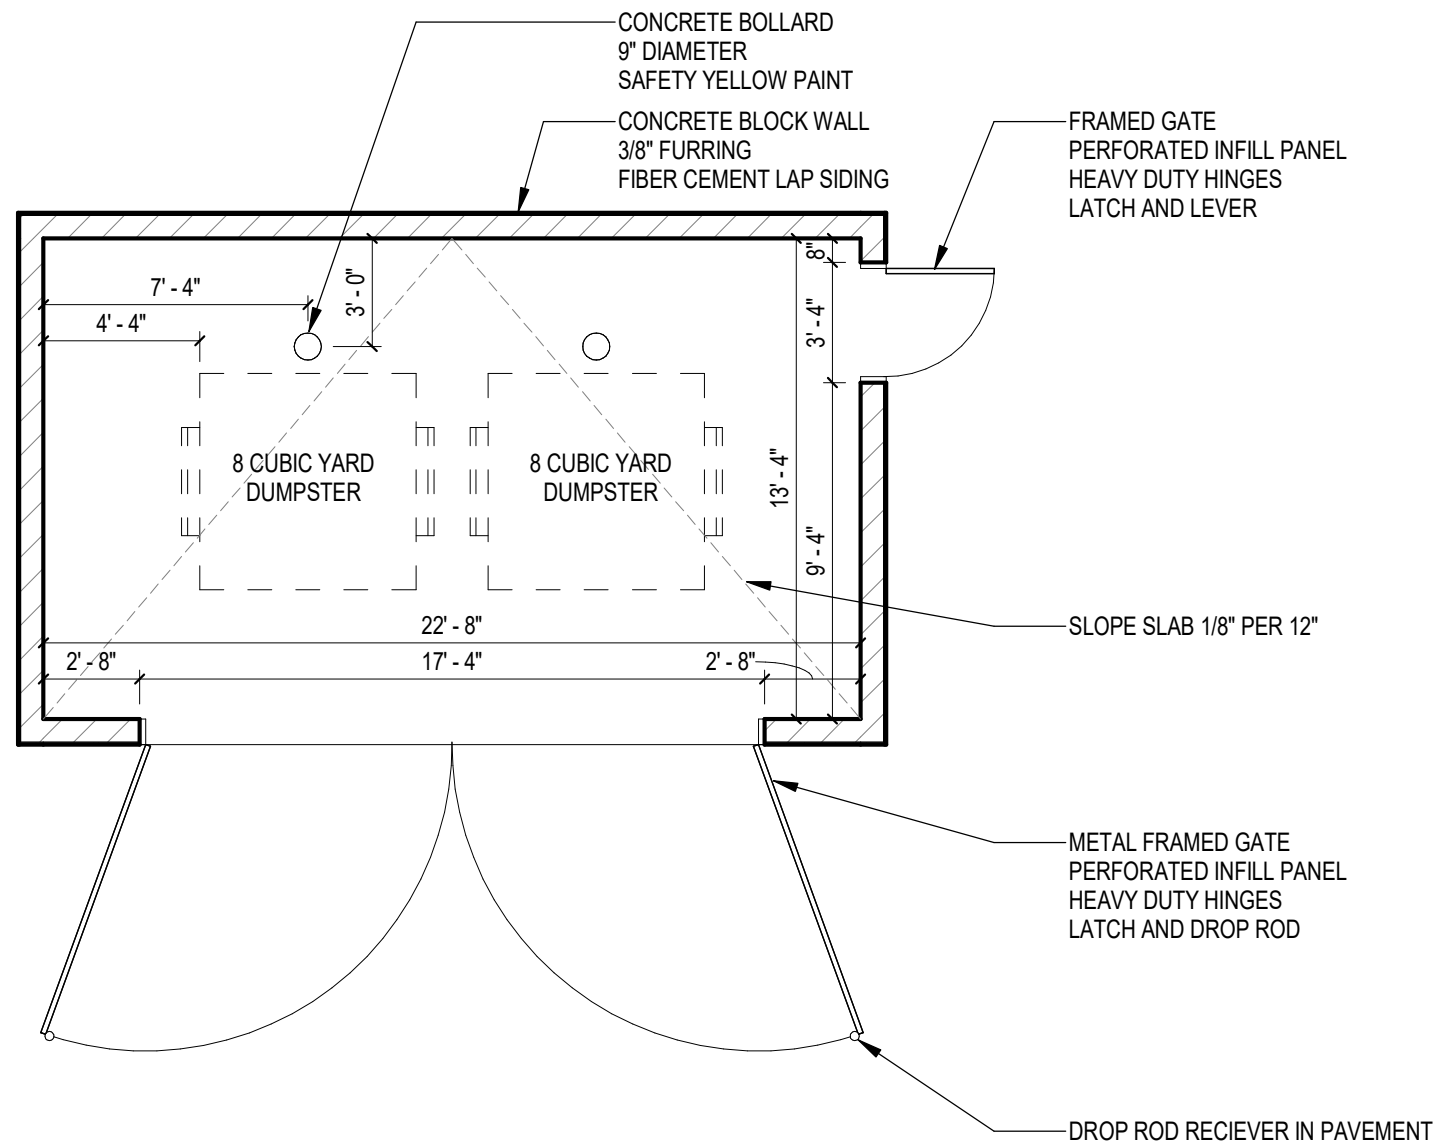 CONCRETE BOLLARD
9" DIAMETER
SAFETY YELLOW PAINT
CONCRETE BLOCK WALL
3/8" FURRING
FIBER CEMENT LAP SIDING
FRAMED GATE
PERFORATED INFILL PANEL
HEAVY DUTY HINGES
LATCH AND LEVER
8"
7' - 4"
3' - 0"
4' - 4"
3' - 4"
8 CUBIC YARD
DUMPSTER
8 CUBIC YARD
DUMPSTER
13' - 4"
9' - 4"
22' - 8"
2' - 8"
17' - 4"
2' - 8"
SLOPE SLAB 1/8" PER 12"
METAL FRAMED GATE
PERFORATED INFILL PANEL
HEAVY DUTY HINGES
LATCH AND DROP ROD
DROP ROD RECIEVER IN PAVEMENT